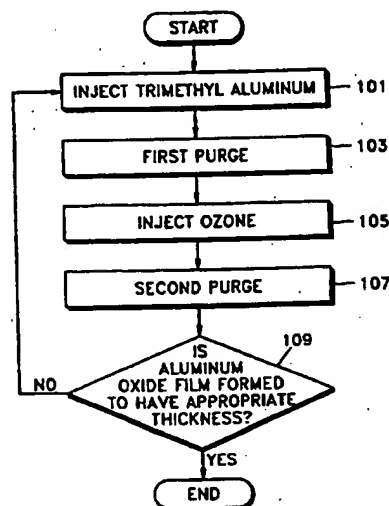 START
INJECT TRIMETHYL ALUMINUM
101
FIRST PURGE
103
INJECT OZONE
105
SECOND PURGE
107
IS
ALUMINUM
OXIDE FILM FORMED
TO HAVE APPROPRIATE
THICKNESS?
109
NO
YES
END